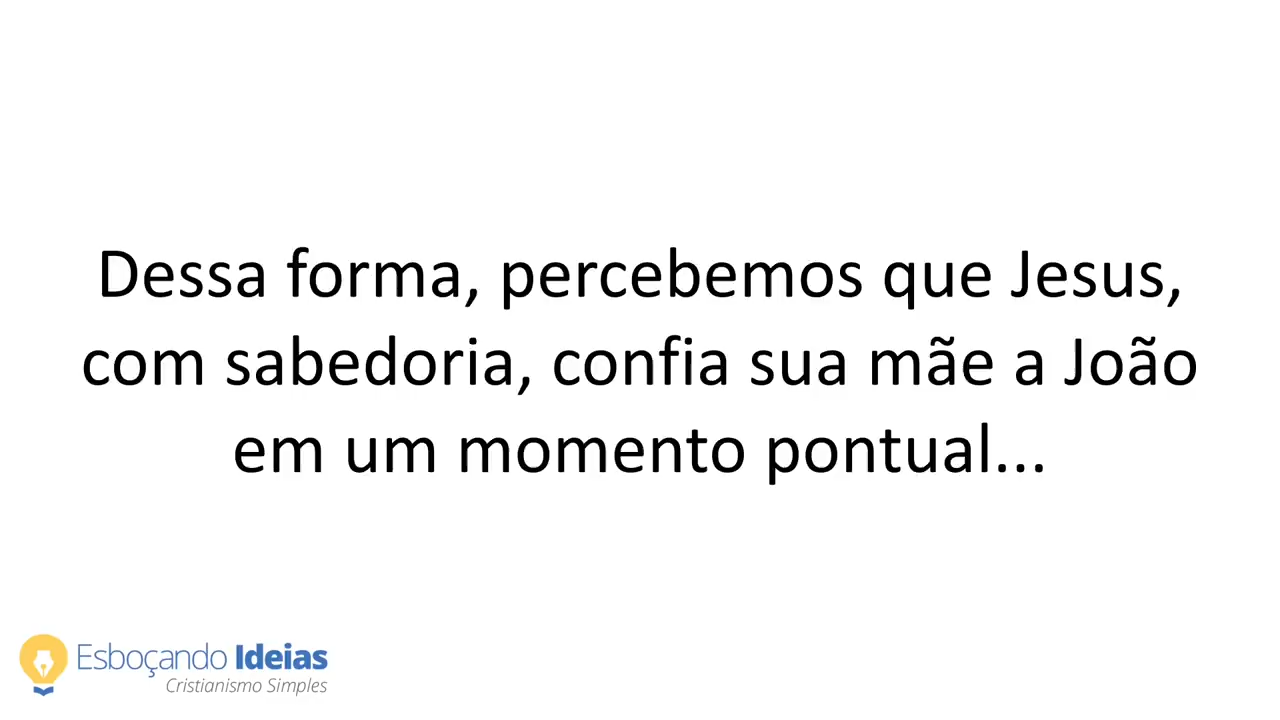 Dessa forma, percebemos que Jesus,
com sabedoria, confia sua mãe a João
em um momento pontual...
Esboçando Ideias
Cristianismo Simples